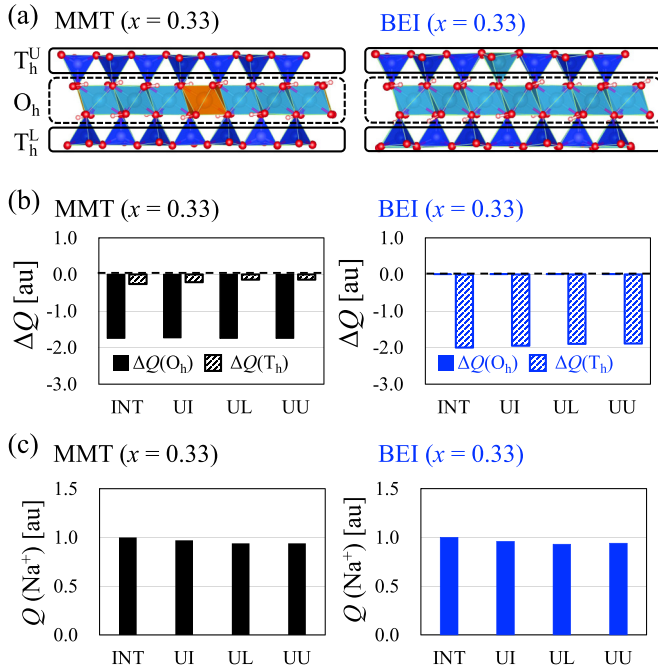 (a) MMT (x = 0.33) BEI (x = 0.33)
T_h^U
O_h
T_h^L
(b) MMT (x = 0.33) BEI (x = 0.33)
ΔQ [au]
1.0
0.0
-1.0
-2.0
-3.0
ΔQ(O_h) ΔQ(T_h)
INT UI UL UU
ΔQ [au]
1.0
0.0
-1.0
-2.0
-3.0
ΔQ(O_h) ΔQ(T_h)
INT UI UL UU
(c) MMT (x = 0.33) BEI (x = 0.33)
Q (Na⁺) [au]
1.5
1.0
0.5
0.0
INT UI UL UU
Q (Na⁺) [au]
1.5
1.0
0.5
0.0
INT UI UL UU